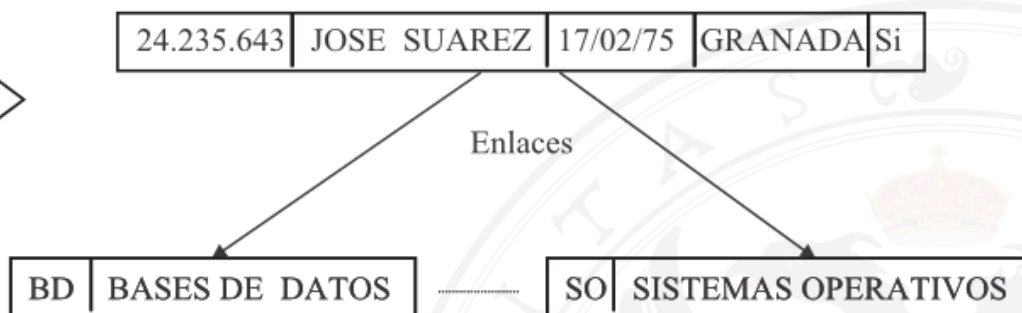 24.235.643 JOSE SUAREZ 17/02/75 GRANADA Si
Enlaces
BD BASES DE DATOS ................ SO SISTEMAS OPERATIVOS